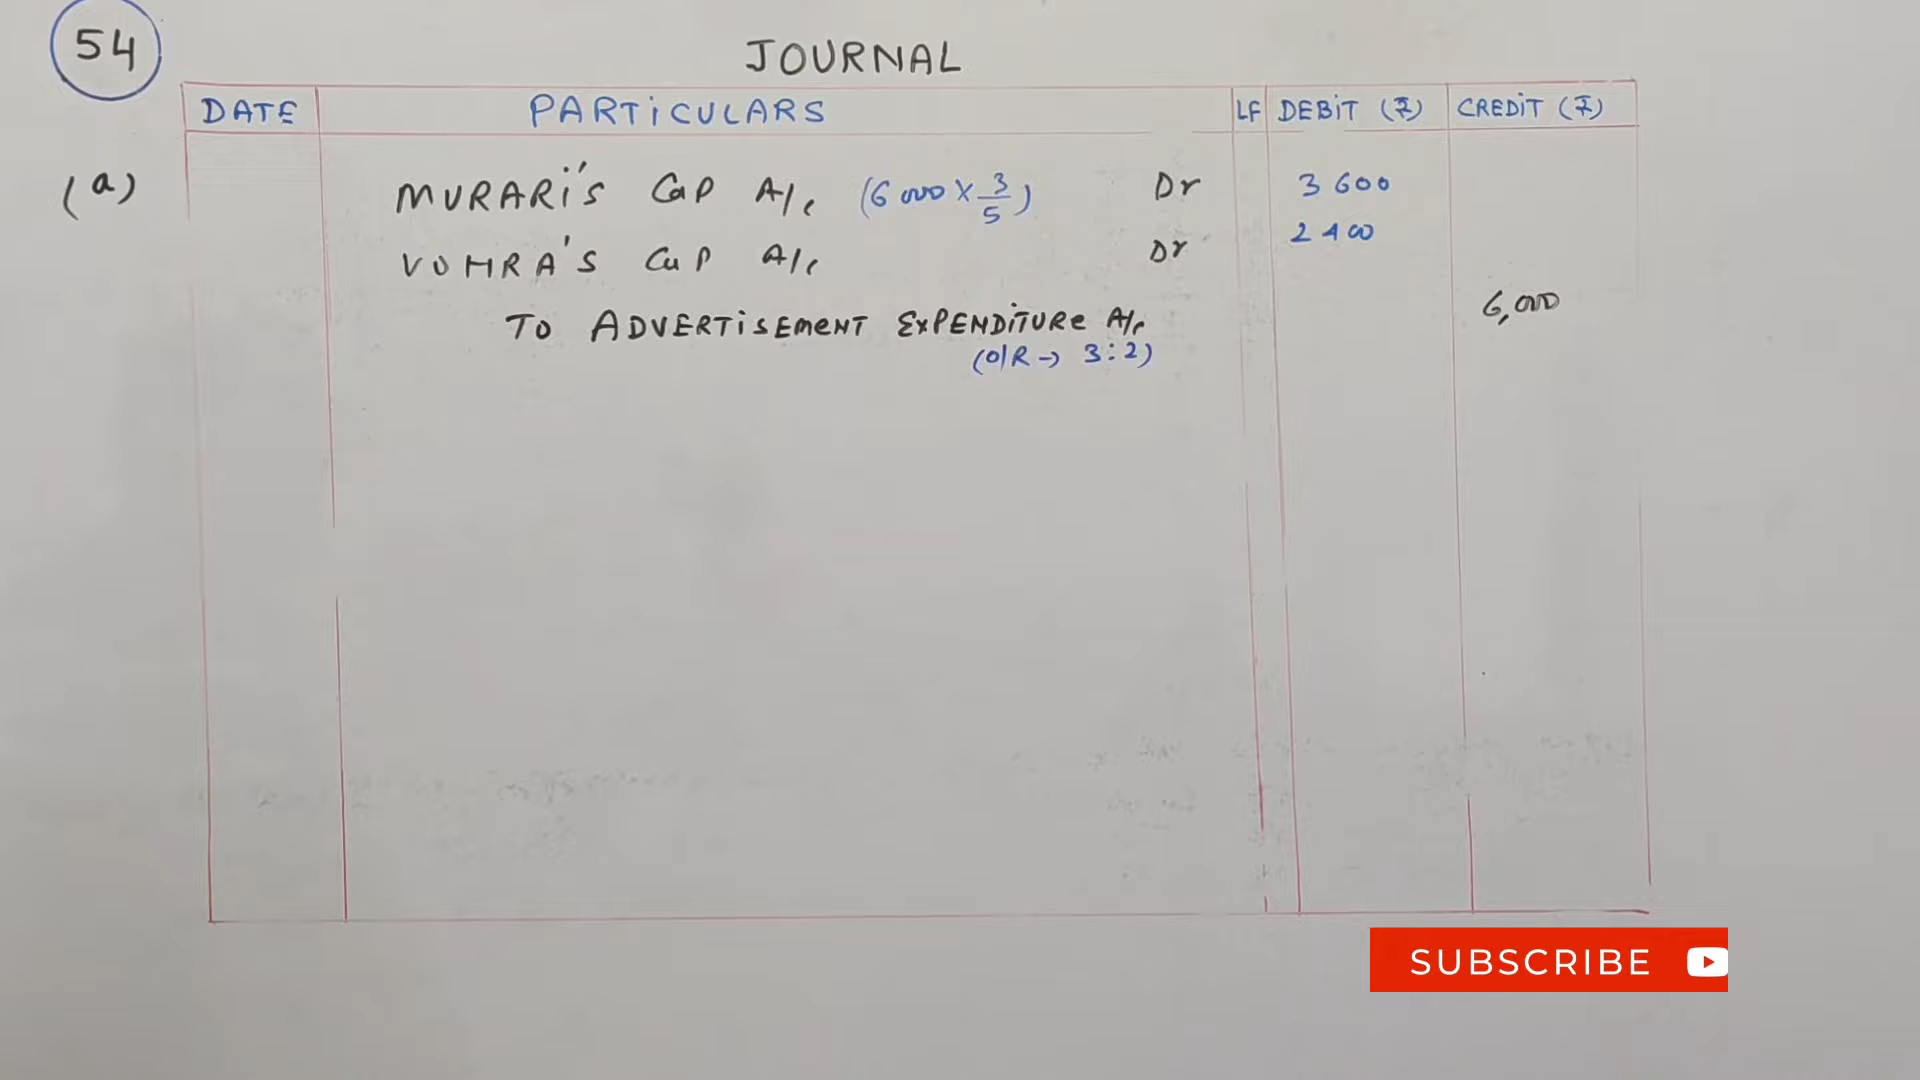 54
JOURNAL
DATE PARTiCULARS LF DEBiT (₹) CREDiT (₹)
(a) MURARi's Cap A/c (6000 × 3/5) Dr 3600
VOHRA's Cap A/c Dr 2400
To ADVERTiSEMENT EXPENDiTURE A/c 6,000
(O/R → 3:2)
SUBSCRIBE